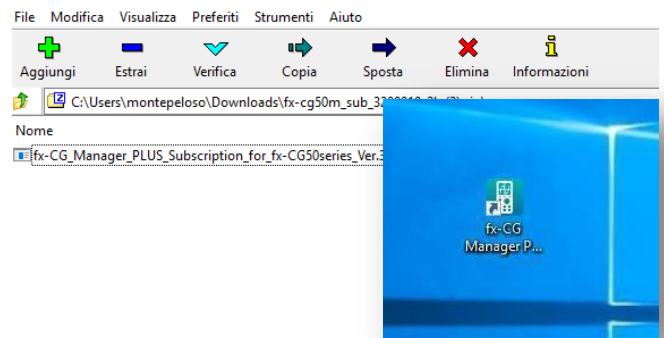 File Modifica Visualizza Preferiti Strumenti Aiuto
Aggiungi Estrai Verifica Copia Sposta Elimina Informazioni
C:\Users\montepeloso\Downloads\fx-cg50m_sub_
Nome
fx-CG_Manager_PLUS_Subscription_for_fx-CG50series_Ver.3
fx-CG
Manager P...